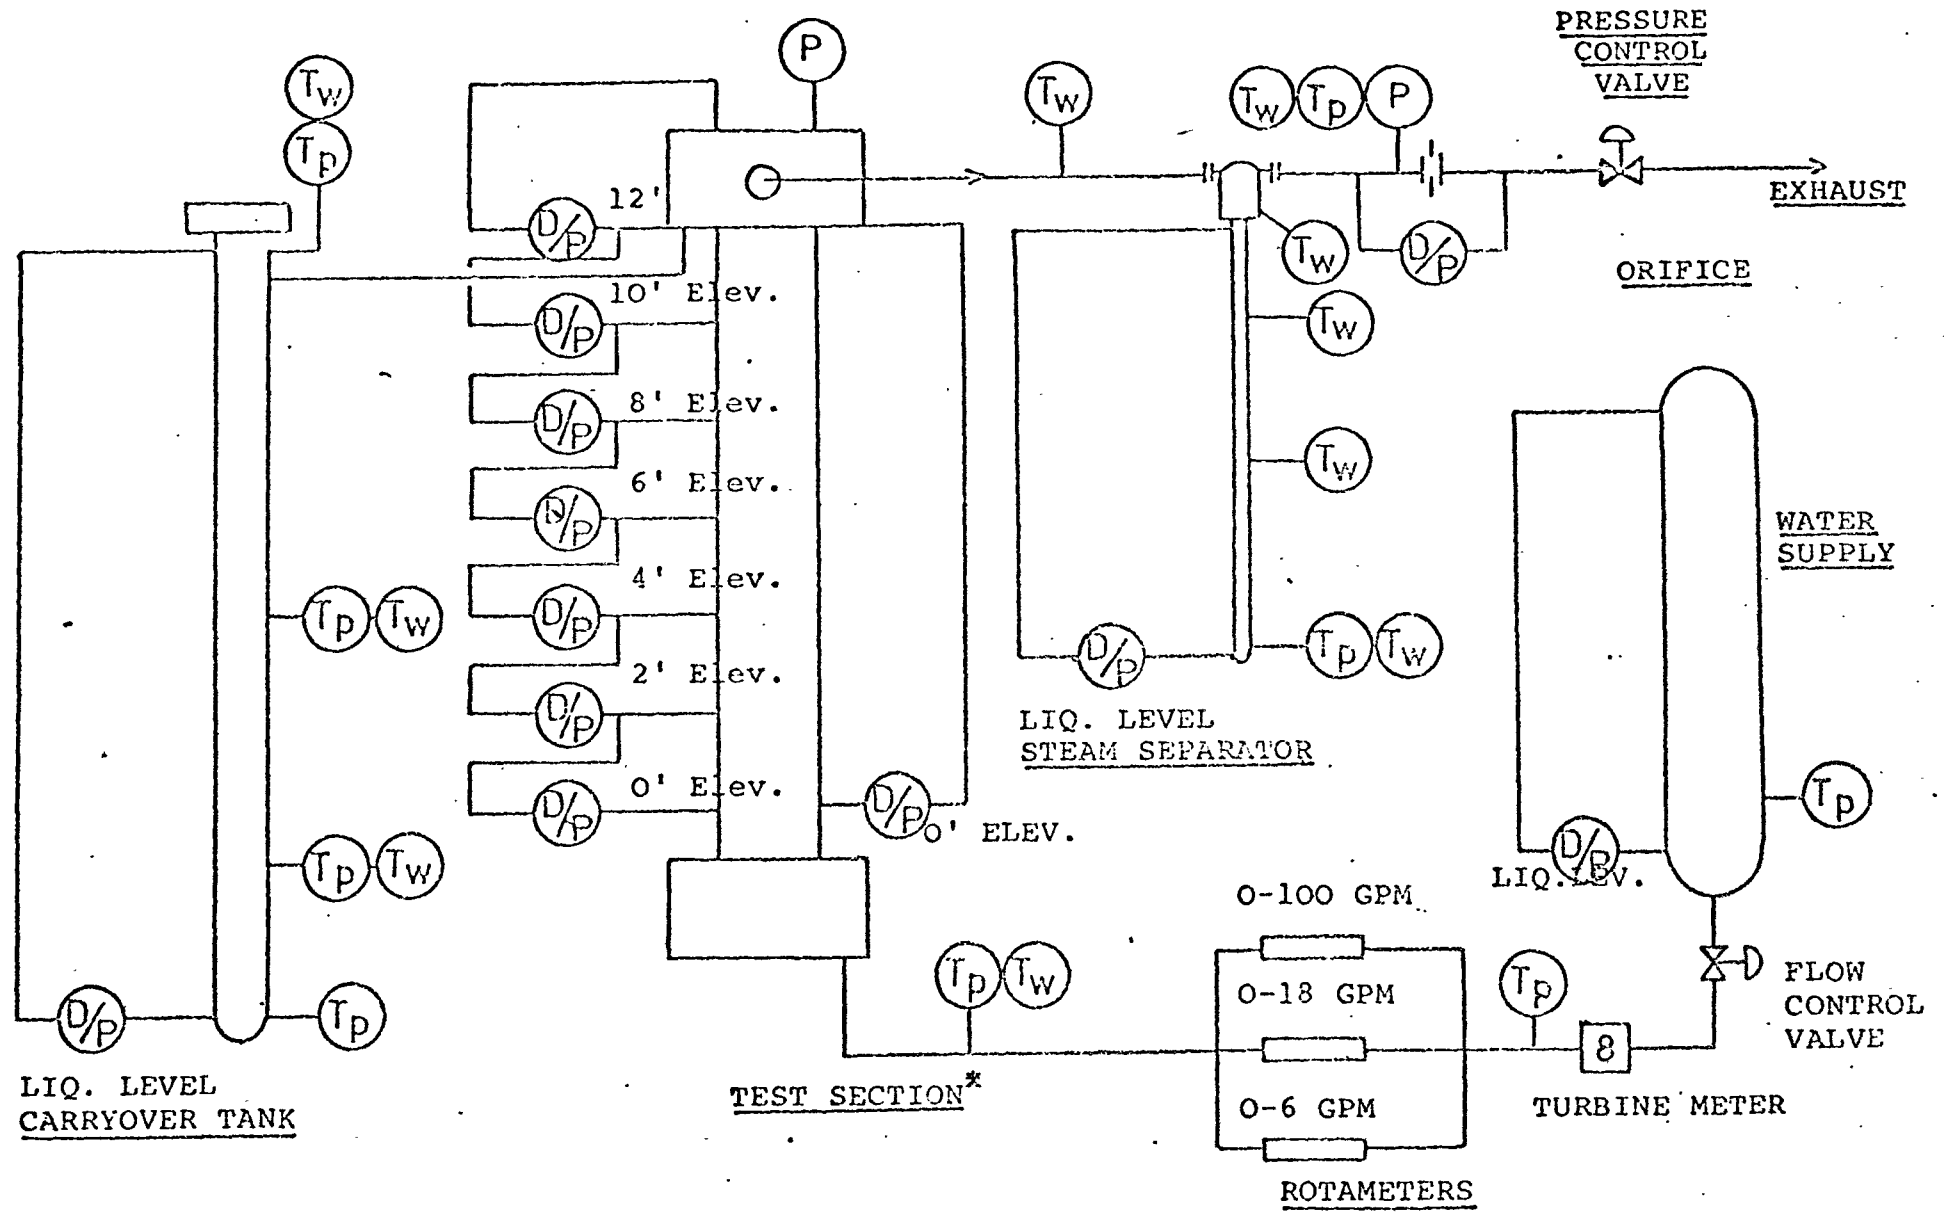 PRESSURE
CONTROL
VALVE
P
Tw
Tp
Tw
Tw Tp P
EXHAUST
12'
D/P
Tw
D/P
ORIFICE
10' Elev.
D/P
Tw
8' Elev.
D/P
Tw
6' Elev.
D/P
WATER
SUPPLY
4' Elev.
D/P
Tp Tw
Tp Tw
D/P
2' Elev.
D/P
LIQ. LEVEL
STEAM SEPARATOR
0' Elev.
D/P
D/P
0' ELEV.
Tp
D/P
LIQ. LEV.
Tp Tw
0-100 GPM
Tp Tw
0-18 GPM
Tp
FLOW
CONTROL
VALVE
D/P
Tp
8
LIQ. LEVEL
CARRYOVER TANK
TEST SECTION*
0-6 GPM
TURBINE METER
ROTAMETERS